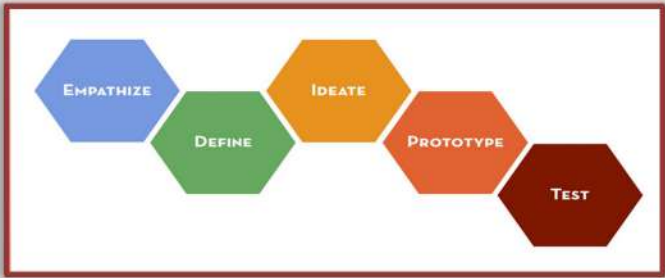 EMPATHIZE
DEFINE
IDEATE
PROTOTYPE
TEST